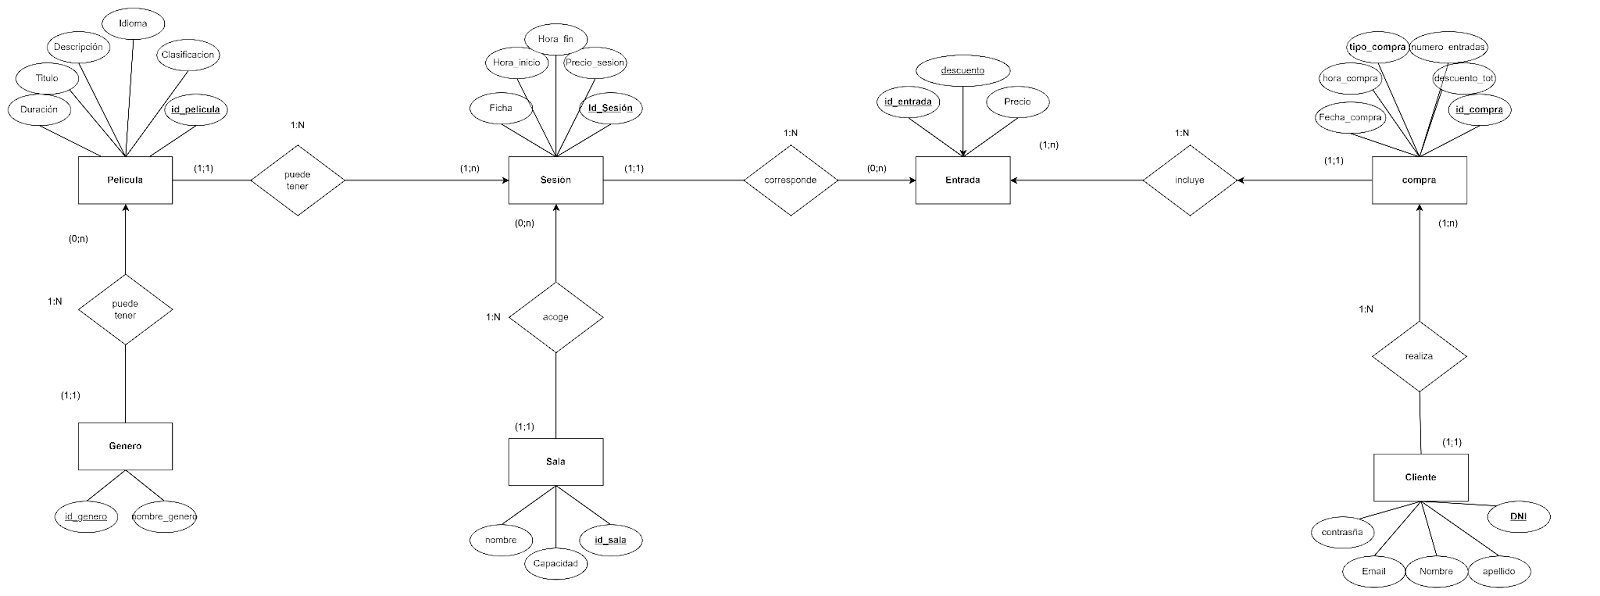 Idioma
Descripción
Clasificacion
Titulo
Duración
id_pelicula
Hora_fin
Hora_inicio
Precio_sesion
Ficha
Id_Sesión
descuento
id_entrada
Precio
tipo_compra
numero_entradas
hora_compra
descuento_tot
Fecha_compra
id_compra
1:N
1:N
1:N
(1;n)
(1;1)
(1;n)
(1;1)
(0;n)
(1;1)
Pelicula
puede
tener
Sesión
corresponde
Entrada
incluye
compra
(0;n)
(0;n)
(1;n)
1:N
puede
tener
1:N
acoge
1:N
realiza
(1;1)
(1;1)
(1;1)
Genero
Sala
Cliente
id_genero
nombre_genero
nombre
id_sala
Capacidad
contrasña
DNI
Email
Nombre
apellido